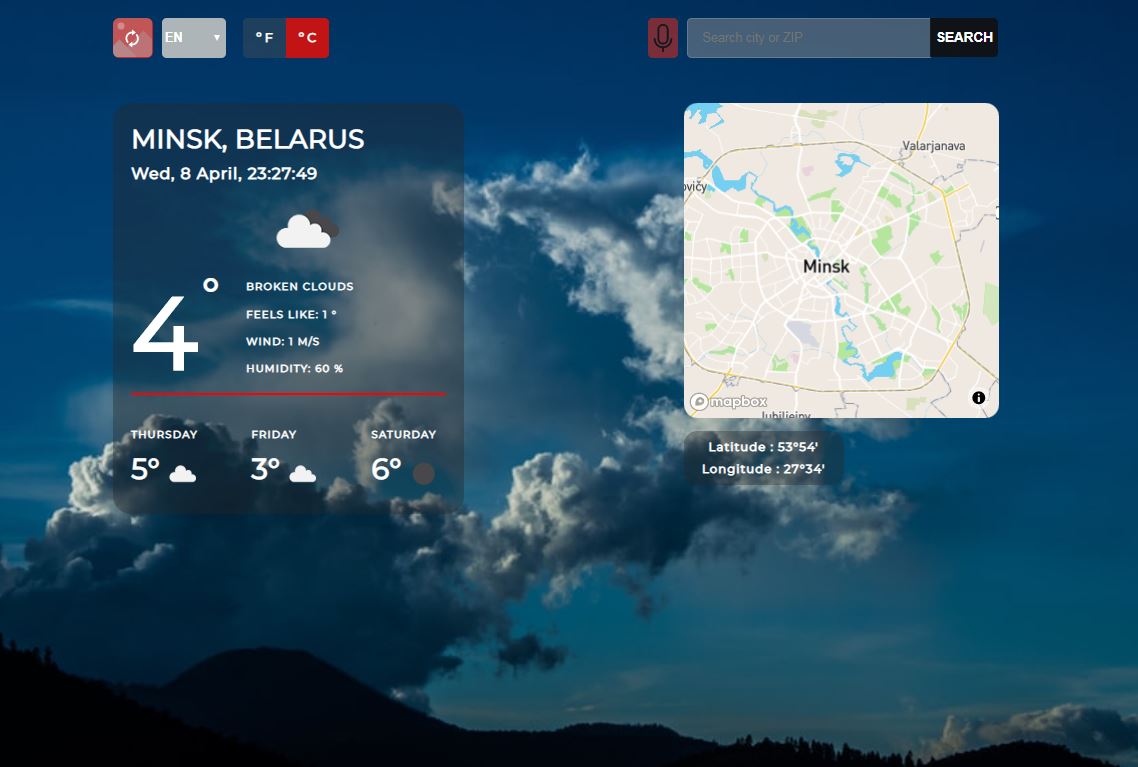 EN
° F
° C
Search city or ZIP
SEARCH
MINSK, BELARUS
Wed, 8 April, 23:27:49
4°
BROKEN CLOUDS
FEELS LIKE: 1 °
WIND: 1 M/S
HUMIDITY: 60 %
THURSDAY
5°
FRIDAY
3°
SATURDAY
6°
Valarjanava
ovičy
Minsk
mapbox
Jubiliejny
Latitude : 53°54'
Longitude : 27°34'